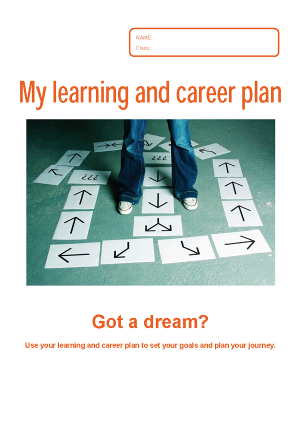 NAME:
Class:
My learning and career plan
???
???
Got a dream?
Use your learning and career plan to set your goals and plan your journey.